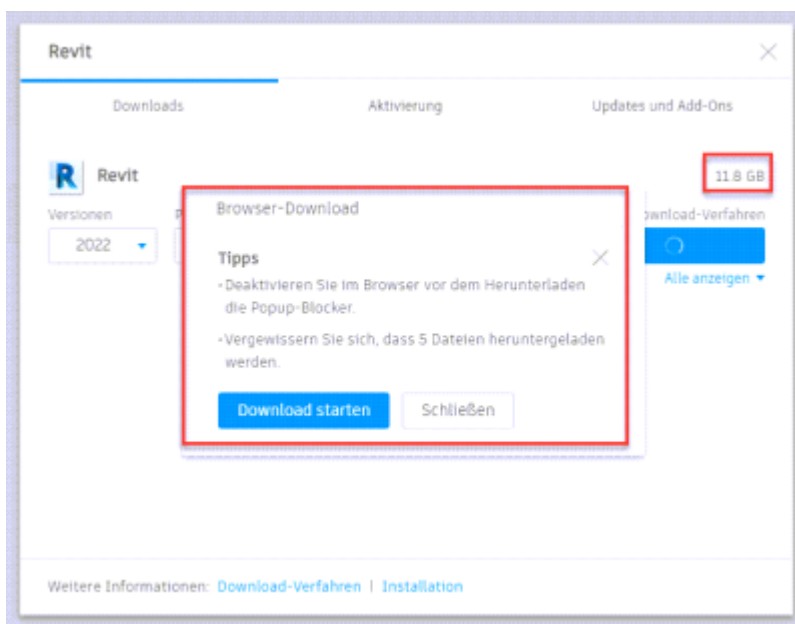 Revit
Downloads Aktivierung Updates und Add-Ons
Revit 11.8 GB
Versionen P ownload-Verfahren
2022
Alle anzeigen
Browser-Download
Tipps
-Deaktivieren Sie im Browser vor dem Herunterladen
die Popup-Blocker.
-Vergewissern Sie sich, dass 5 Dateien heruntergeladen
werden.
Download starten Schließen
Weitere Informationen: Download-Verfahren | Installation